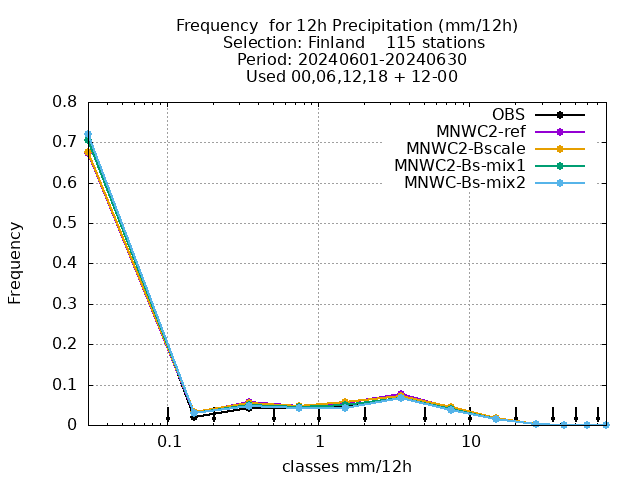 Frequency  for 12h Precipitation (mm/12h)
Selection: Finland    115 stations
Period: 20240601-20240630
Used 00,06,12,18 + 12-00
OBS
MNWC2-ref
MNWC2-Bscale
MNWC2-Bs-mix1
MNWC-Bs-mix2
Frequency
0.8
0.7
0.6
0.5
0.4
0.3
0.2
0.1
0
0.1 1 10
classes mm/12h